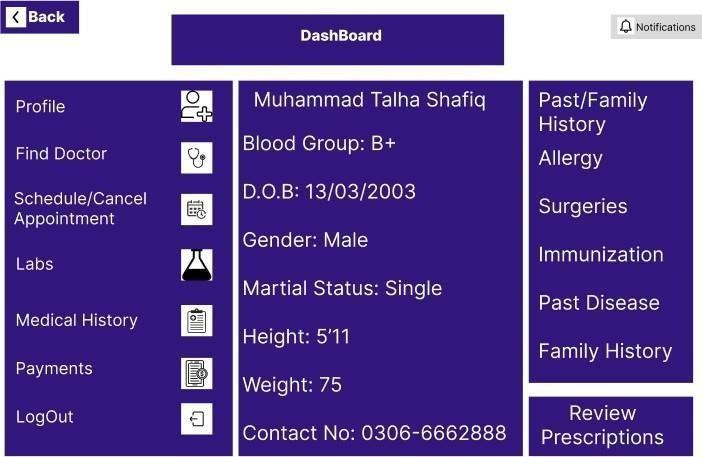 Back
DashBoard
Notifications
Profile
Find Doctor
Schedule/Cancel
Appointment
Labs
Medical History
Payments
LogOut
Muhammad Talha Shafiq
Blood Group: B+
D.O.B: 13/03/2003
Gender: Male
Martial Status: Single
Height: 5’11
Weight: 75
Contact No: 0306-6662888
Past/Family
History
Allergy
Surgeries
Immunization
Past Disease
Family History
Review
Prescriptions